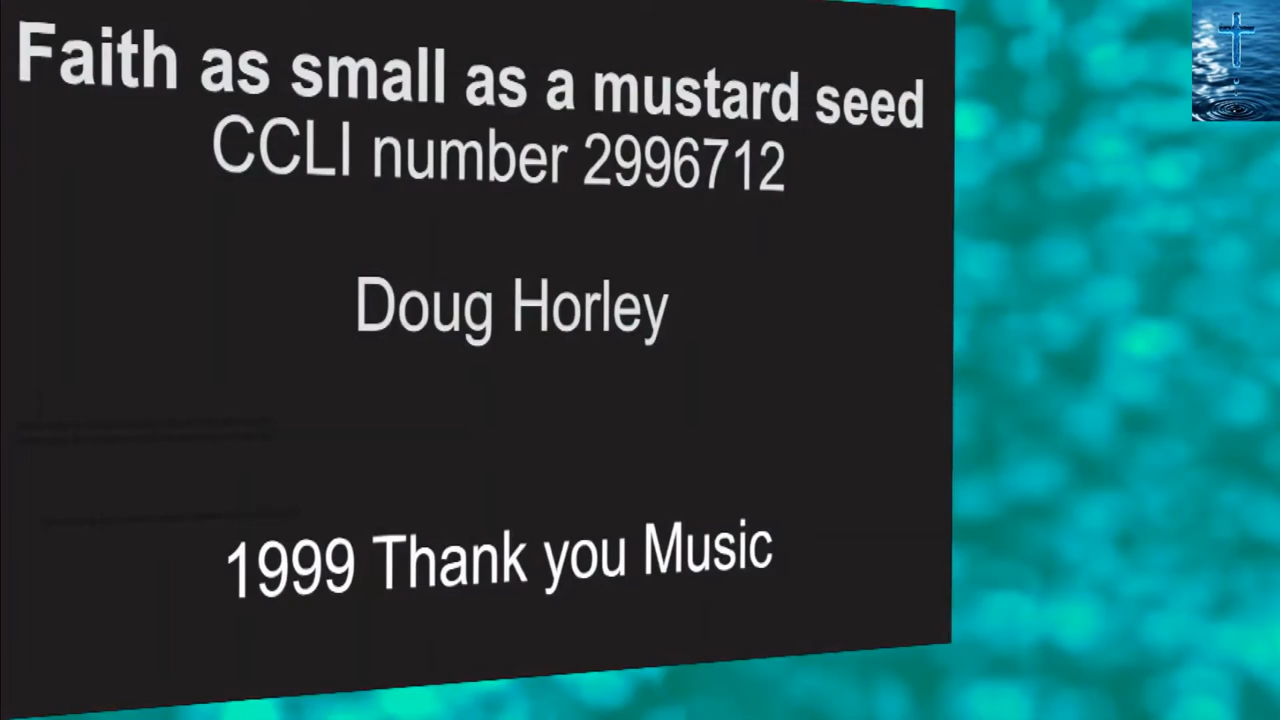 Faith as small as a mustard seed
CCLI number 2996712
Doug Horley
1999 Thank you Music